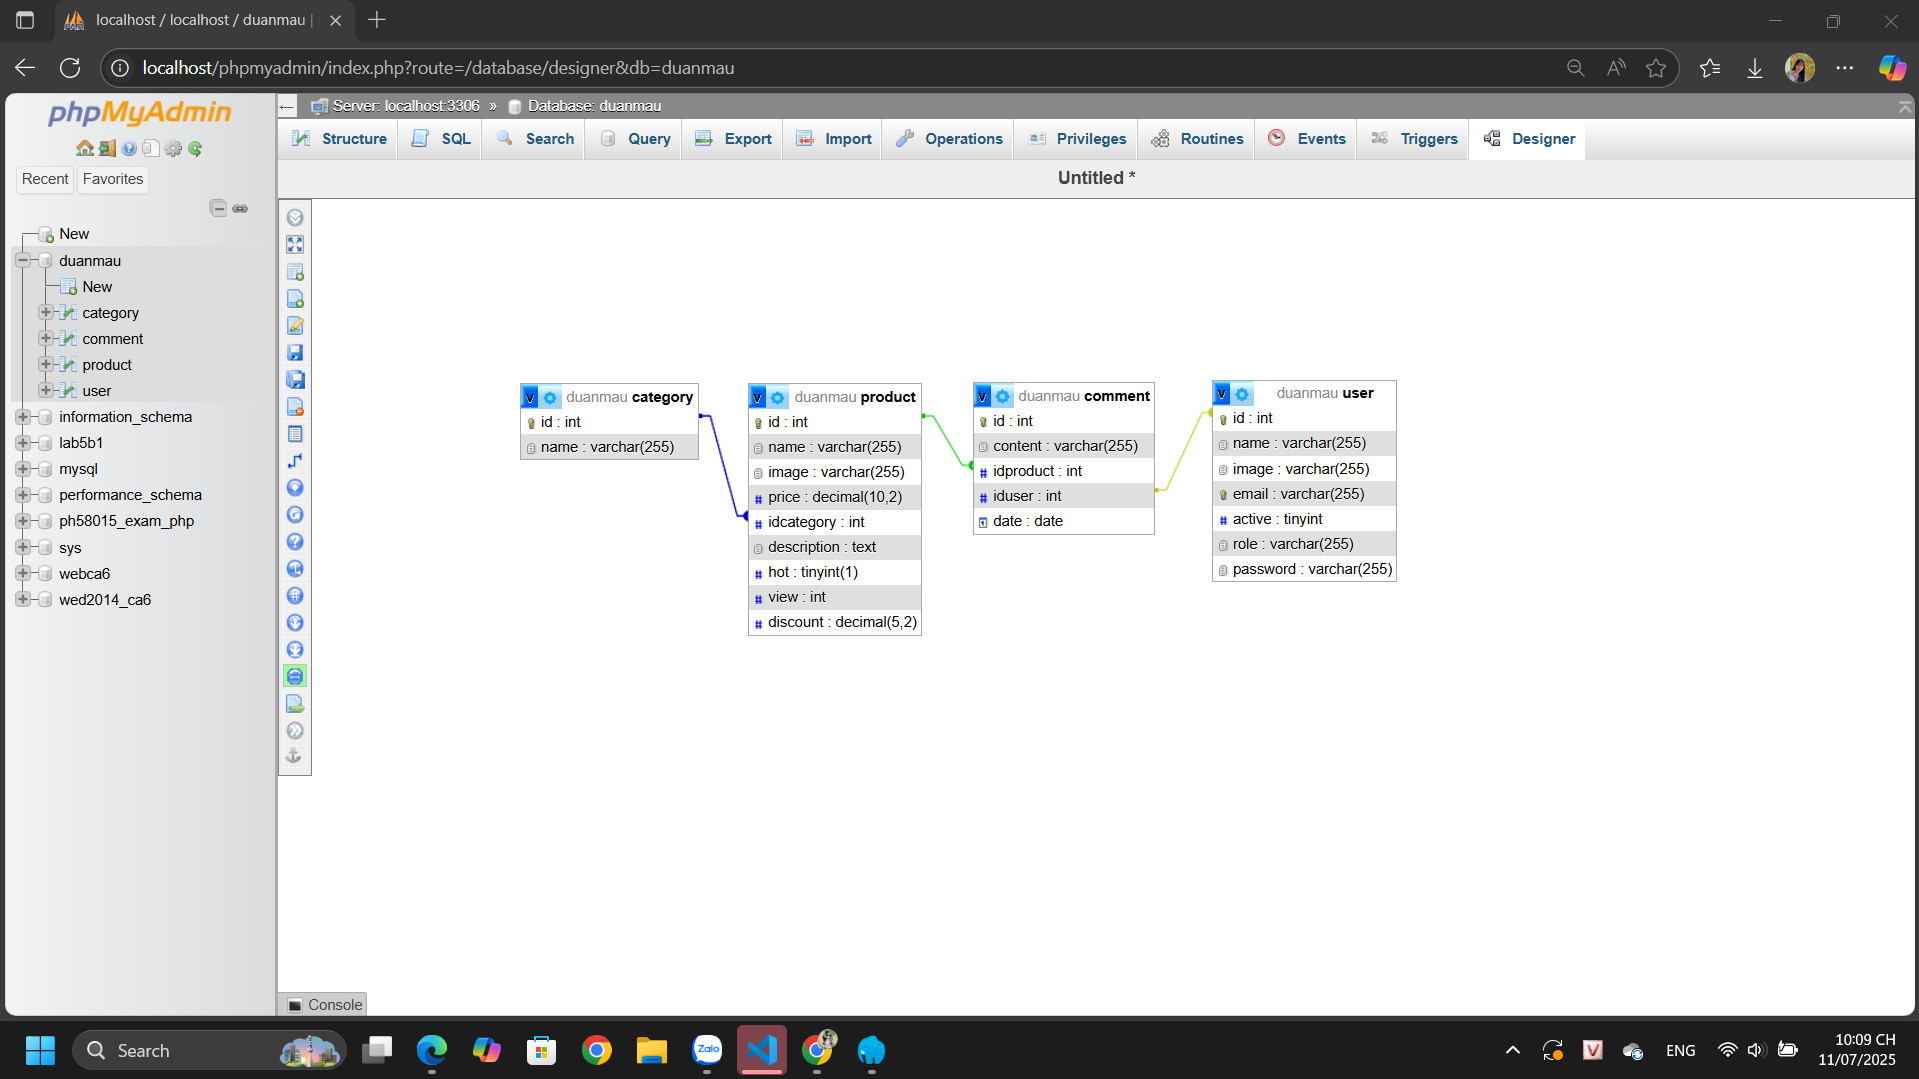 localhost / localhost / duanmau |
localhost/phpmyadmin/index.php?route=/database/designer&db=duanmau
phpMyAdmin
Recent
Favorites
New
duanmau
New
category
comment
product
user
information_schema
lab5b1
mysql
performance_schema
ph58015_exam_php
sys
webca6
wed2014_ca6
Server: localhost:3306 » Database: duanmau
Structure
SQL
Search
Query
Export
Import
Operations
Privileges
Routines
Events
Triggers
Designer
Untitled *
v duanmau category
id : int
name : varchar(255)
v duanmau product
id : int
name : varchar(255)
image : varchar(255)
# price : decimal(10,2)
# idcategory : int
description : text
# hot : tinyint(1)
# view : int
# discount : decimal(5,2)
v duanmau comment
id : int
content : varchar(255)
# idproduct : int
# iduser : int
date : date
v duanmau user
id : int
name : varchar(255)
image : varchar(255)
email : varchar(255)
# active : tinyint
role : varchar(255)
password : varchar(255)
Console
Search
Zalo
ENG
10:09 CH
11/07/2025